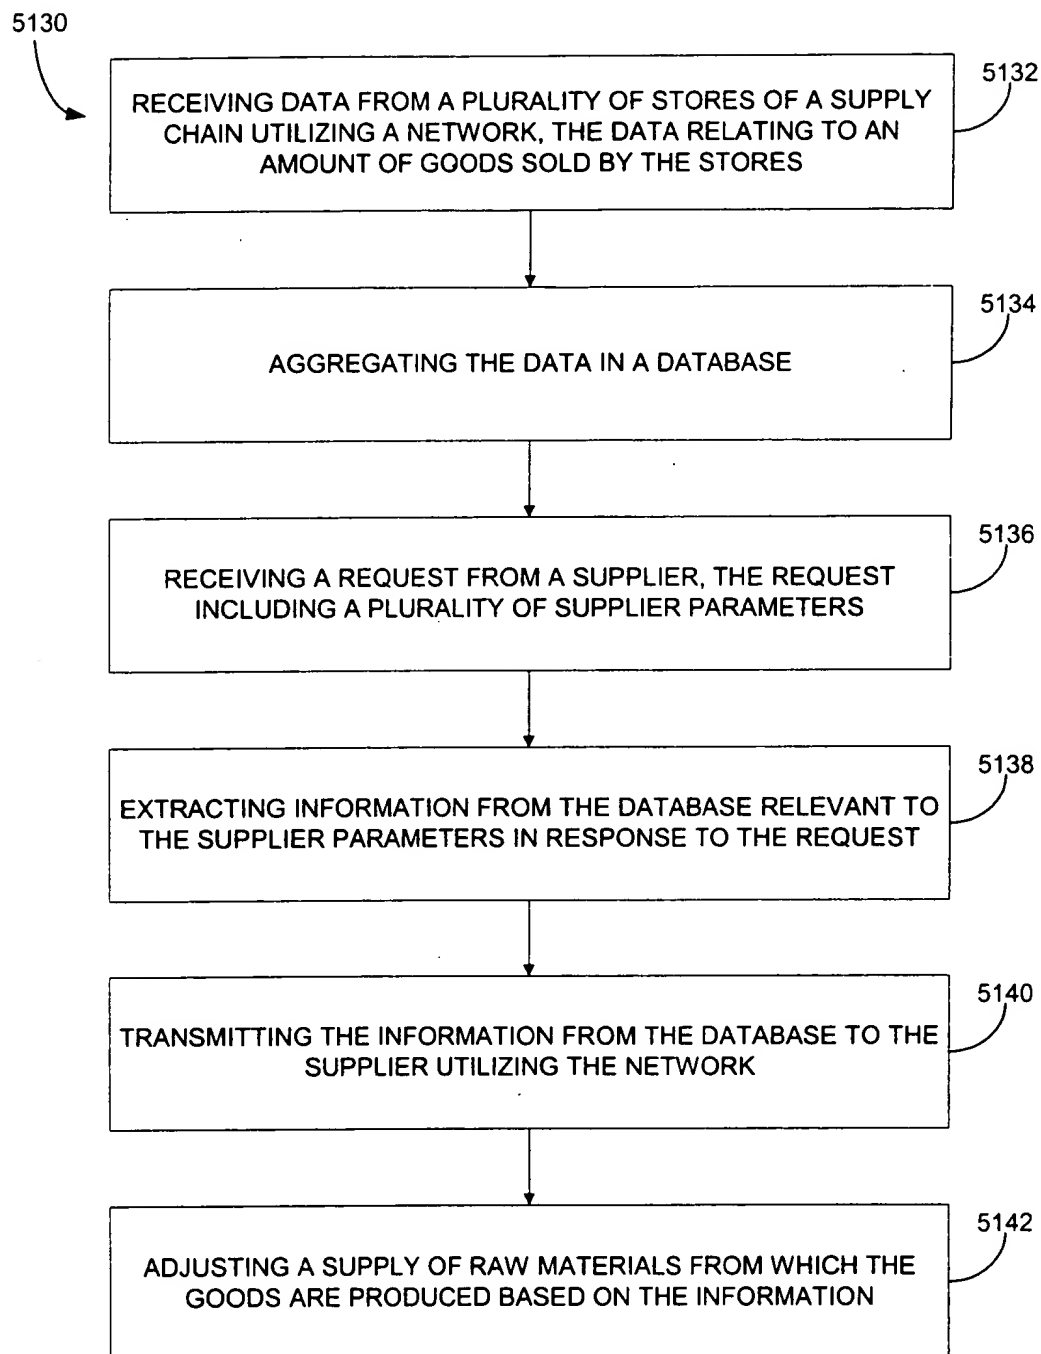 5130
5132
RECEIVING DATA FROM A PLURALITY OF STORES OF A SUPPLY
CHAIN UTILIZING A NETWORK, THE DATA RELATING TO AN
AMOUNT OF GOODS SOLD BY THE STORES
5134
AGGREGATING THE DATA IN A DATABASE
5136
RECEIVING A REQUEST FROM A SUPPLIER, THE REQUEST
INCLUDING A PLURALITY OF SUPPLIER PARAMETERS
5138
EXTRACTING INFORMATION FROM THE DATABASE RELEVANT TO
THE SUPPLIER PARAMETERS IN RESPONSE TO THE REQUEST
5140
TRANSMITTING THE INFORMATION FROM THE DATABASE TO THE
SUPPLIER UTILIZING THE NETWORK
5142
ADJUSTING A SUPPLY OF RAW MATERIALS FROM WHICH THE
GOODS ARE PRODUCED BASED ON THE INFORMATION